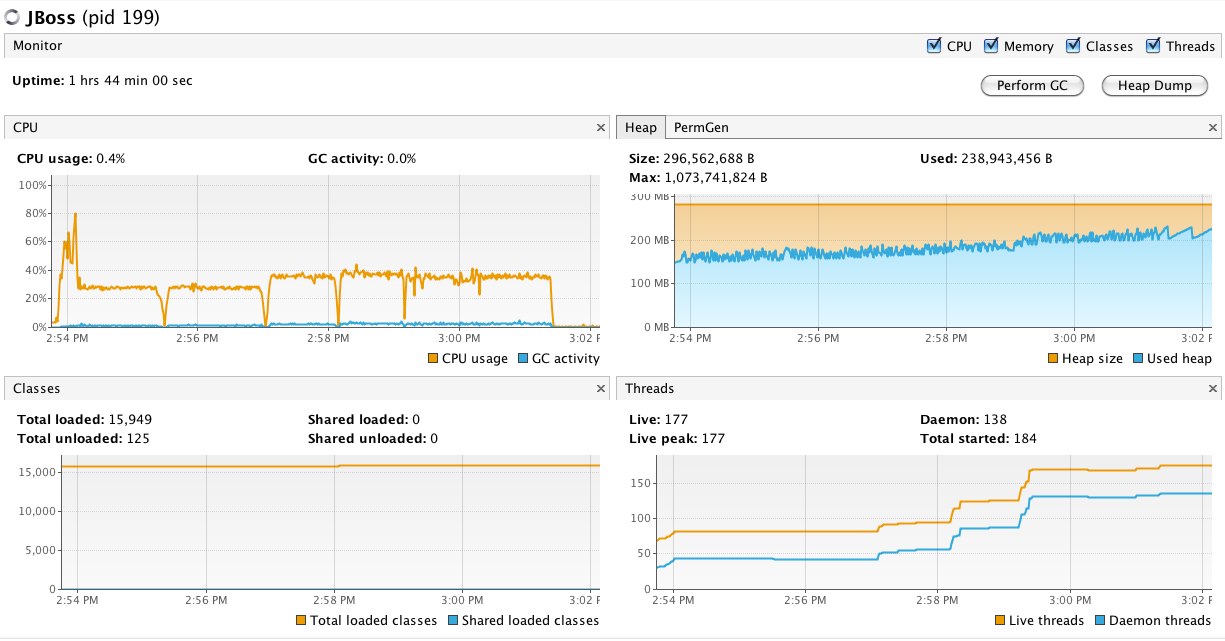 JBoss (pid 199)
Monitor
CPU Memory Classes Threads
Uptime: 1 hrs 44 min 00 sec
Perform GC Heap Dump
CPU
CPU usage: 0.4% GC activity: 0.0%
100%
80%
60%
40%
20%
0%
2:54 PM 2:56 PM 2:58 PM 3:00 PM 3:02 P
CPU usage GC activity
Heap PermGen
Size: 296,562,688 B Used: 238,943,456 B
Max: 1,073,741,824 B
300 MB
200 MB
100 MB
0 MB
2:54 PM 2:56 PM 2:58 PM 3:00 PM 3:02 P
Heap size Used heap
Classes
Total loaded: 15,949 Shared loaded: 0
Total unloaded: 125 Shared unloaded: 0
15,000
10,000
5,000
0
2:54 PM 2:56 PM 2:58 PM 3:00 PM 3:02 P
Total loaded classes Shared loaded classes
Threads
Live: 177 Daemon: 138
Live peak: 177 Total started: 184
150
100
50
0
2:54 PM 2:56 PM 2:58 PM 3:00 PM 3:02 P
Live threads Daemon threads